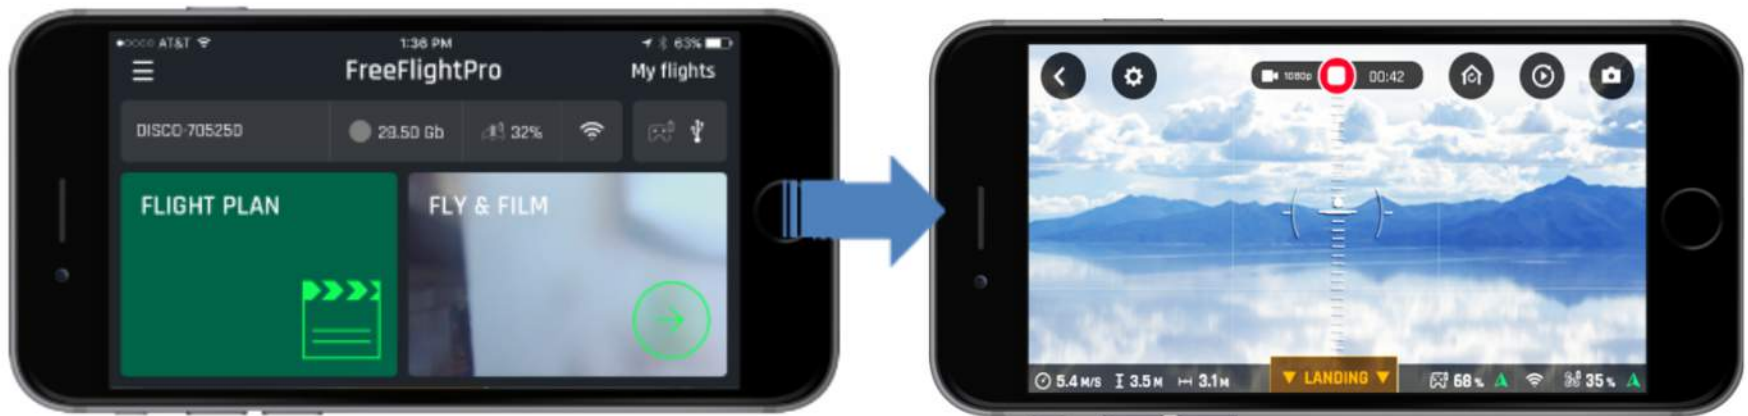 AT&T 1:36 PM 63%
FreeFlightPro
My flights
DISCO-705250 28.50 Gb 32%
FLIGHT PLAN
FLY & FILM
1080p 00:42
5.4 M/S 3.5 M 3.1 M LANDING 68% 35%